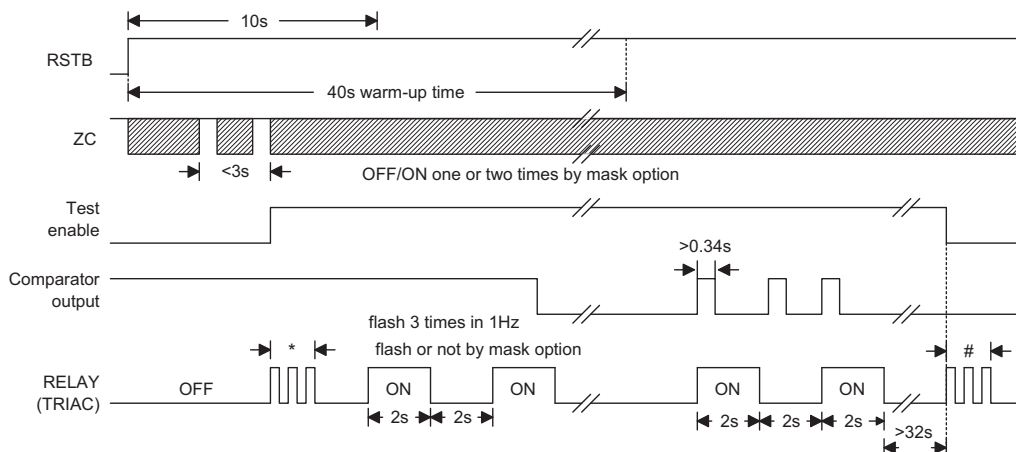 10s
RSTB
40s warm-up time
ZC
<3s
OFF/ON one or two times by mask option
Test
enable
>0.34s
Comparator
output
flash 3 times in 1Hz
* flash or not by mask option #
RELAY
(TRIAC)
OFF ON ON ON ON
2s 2s 2s 2s 2s
>32s